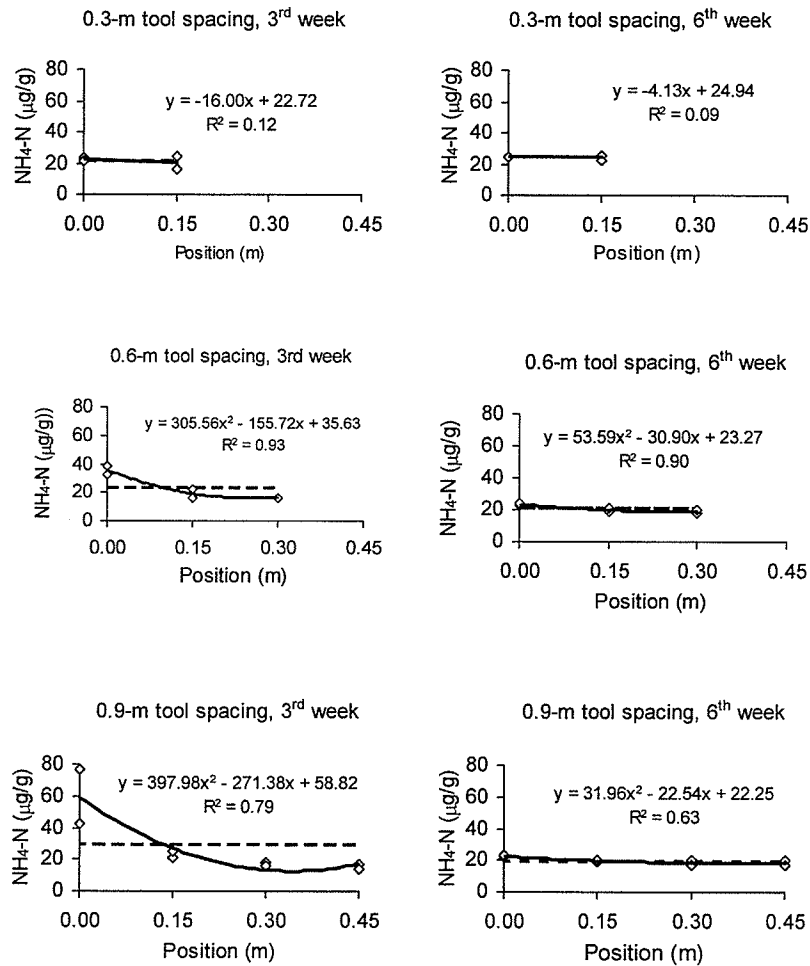 0.3-m tool spacing, 3rd week
NH4-N (µg/g)
80
60
40
20
0
y = -16.00x + 22.72
R² = 0.12
0.00 0.15 0.30 0.45
Position (m)
0.3-m tool spacing, 6th week
NH4-N (µg/g)
80
60
40
20
0
y = -4.13x + 24.94
R² = 0.09
0.00 0.15 0.30 0.45
Position (m)
0.6-m tool spacing, 3rd week
NH4-N (µg/g))
80
60
40
20
0
y = 305.56x² - 155.72x + 35.63
R² = 0.93
0.00 0.15 0.30 0.45
Position (m)
0.6-m tool spacing, 6th week
NH4-N (µg/g)
80
60
40
20
0
y = 53.59x² - 30.90x + 23.27
R² = 0.90
0.00 0.15 0.30 0.45
Position (m)
0.9-m tool spacing, 3rd week
NH4-N (µg/g)
80
60
40
20
0
y = 397.98x² - 271.38x + 58.82
R² = 0.79
0.00 0.15 0.30 0.45
Position (m)
0.9-m tool spacing, 6th week
NH4-N (µg/g)
80
60
40
20
0
y = 31.96x² - 22.54x + 22.25
R² = 0.63
0.00 0.15 0.30 0.45
Position (m)